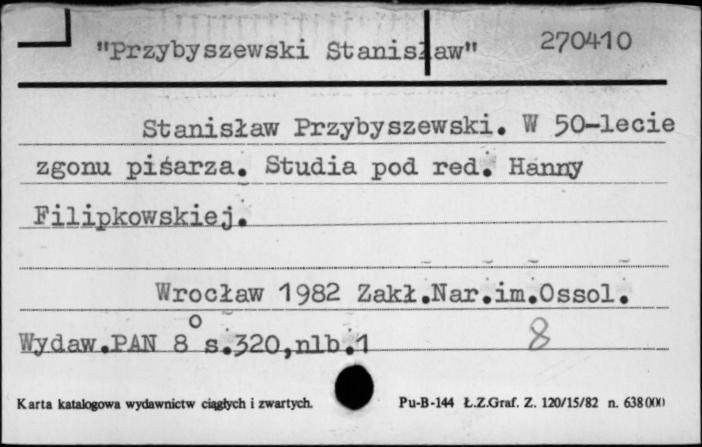 "Przybyszewski Stanisław" 270410
Stanisław Przybyszewski. W 50-lecie
zgonu pisarza. Studia pod red. Hanny
Filipkowskiej.
Wrocław 1982 Zakł.Nar.im.Ossol.
Wydaw.PAN 8° s.320,nlb.1 8
Karta katalogowa wydawnictw ciągłych i zwartych. Pu-B-144 Ł.Z.Graf. Z. 120/15/82 n. 638000